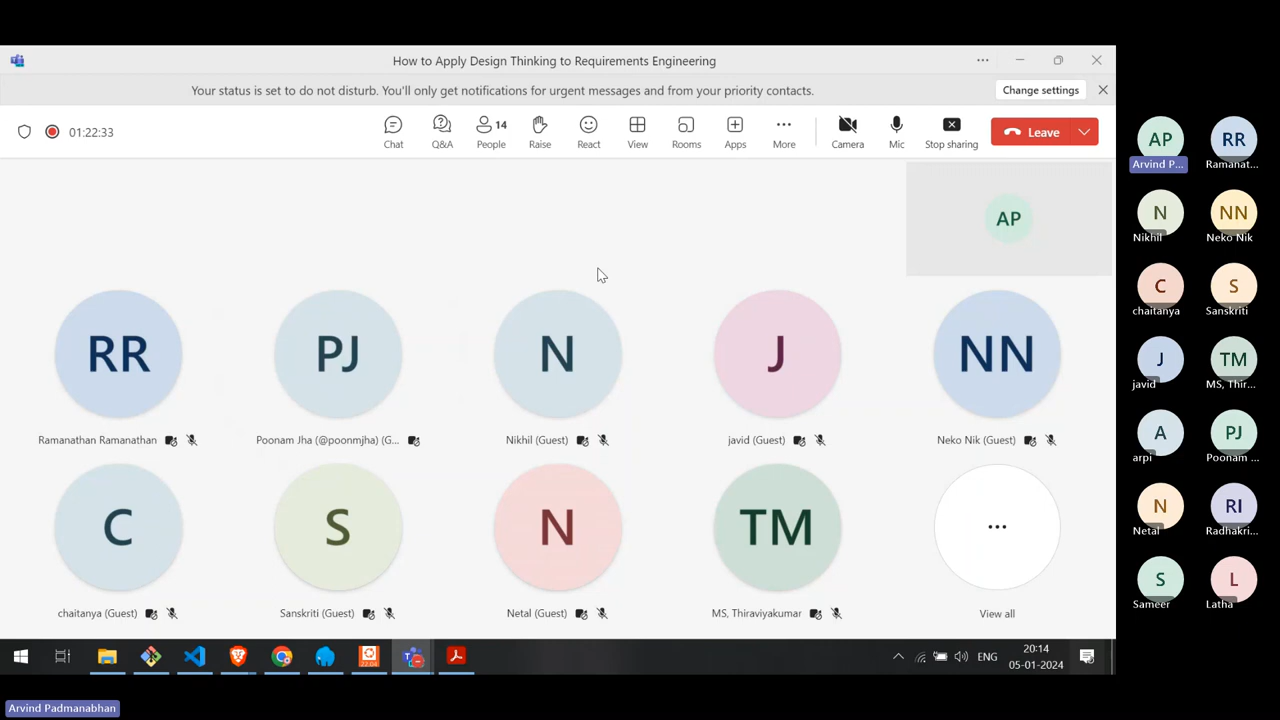 How to Apply Design Thinking to Requirements Engineering
Your status is set to do not disturb. You'll only get notifications for urgent messages and from your priority contacts.
Change settings
01:22:33
Chat
Q&A
14
People
Raise
React
View
Rooms
Apps
More
Camera
Mic
Stop sharing
Leave
AP
RR
PJ
N
J
NN
Ramanathan Ramanathan
Poonam Jha (@poonmjha) (G...
Nikhil (Guest)
javid (Guest)
Neko Nik (Guest)
C
S
N
TM
...
chaitanya (Guest)
Sanskriti (Guest)
Netal (Guest)
MS, Thiraviyakumar
View all
22.04
ENG
20:14
05-01-2024
AP
RR
Arvind P...
Ramanat...
N
NN
Nikhil
Neko Nik
C
S
chaitanya
Sanskriti
J
TM
javid
MS, Thir...
A
PJ
arpi
Poonam ...
N
RI
Netal
Radhakri...
S
L
Sameer
Latha
Arvind Padmanabhan